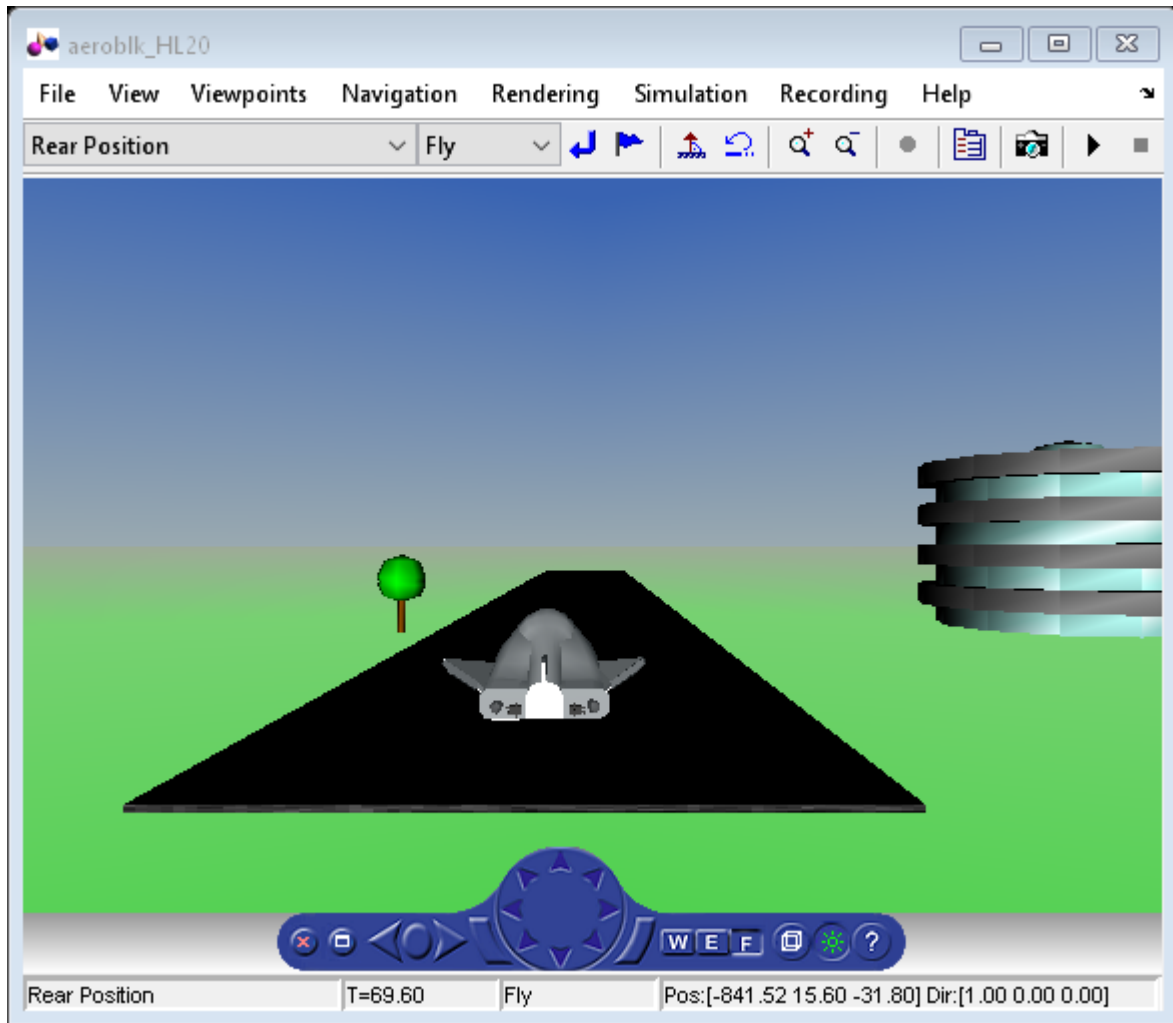 aeroblk_HL20
File View Viewpoints Navigation Rendering Simulation Recording Help
Rear Position Fly
W E F ?
Rear Position T=69.60 Fly Pos:[-841.52 15.60 -31.80] Dir:[1.00 0.00 0.00]